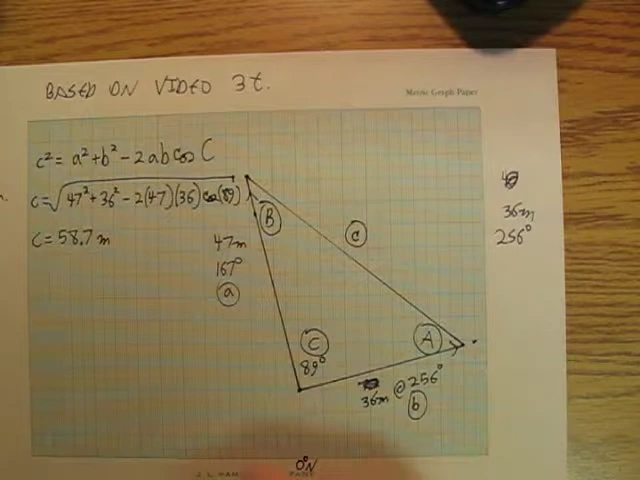 BASED ON VIDEO 3t.
Metric Graph Paper
c² = a² + b² - 2ab cos C
c = √47² + 36² - 2(47)(36) cos(89)
c = 58.7 m
36m
256°
B
c
47m
167°
a
C
89°
A
36m @ 256°
b
0°N